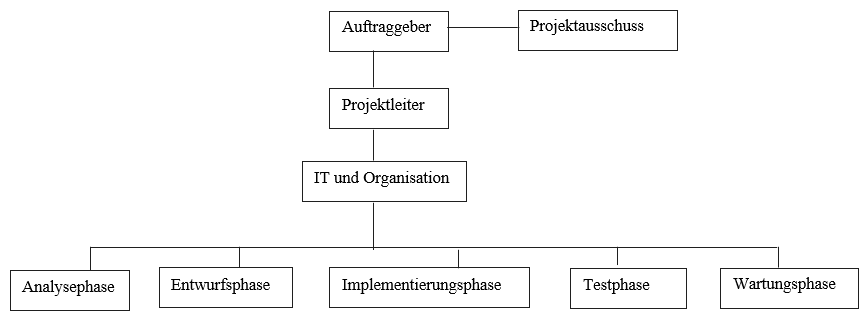 Auftraggeber
Projektausschuss
Projektleiter
IT und Organisation
Analysephase
Entwurfsphase
Implementierungsphase
Testphase
Wartungsphase